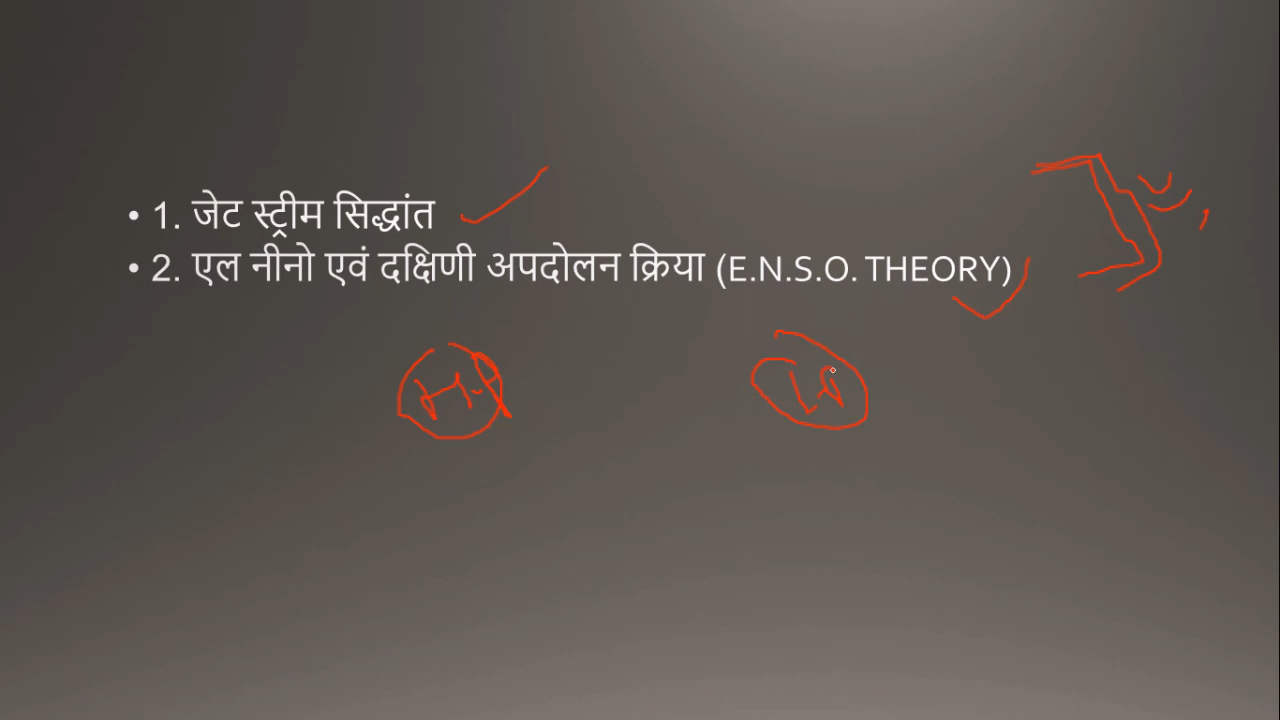 • 1. जेट स्ट्रीम सिद्धांत
• 2. एल नीनो एवं दक्षिणी अपदोलन क्रिया (E.N.S.O. THEORY)
H.P